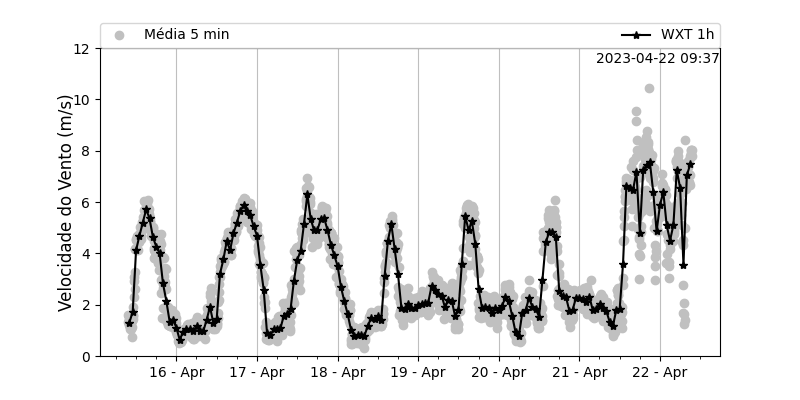 Média 5 min
WXT 1h
2023-04-22 09:37
Velocidade do Vento (m/s)
12
10
8
6
4
2
0
16 - Apr
17 - Apr
18 - Apr
19 - Apr
20 - Apr
21 - Apr
22 - Apr